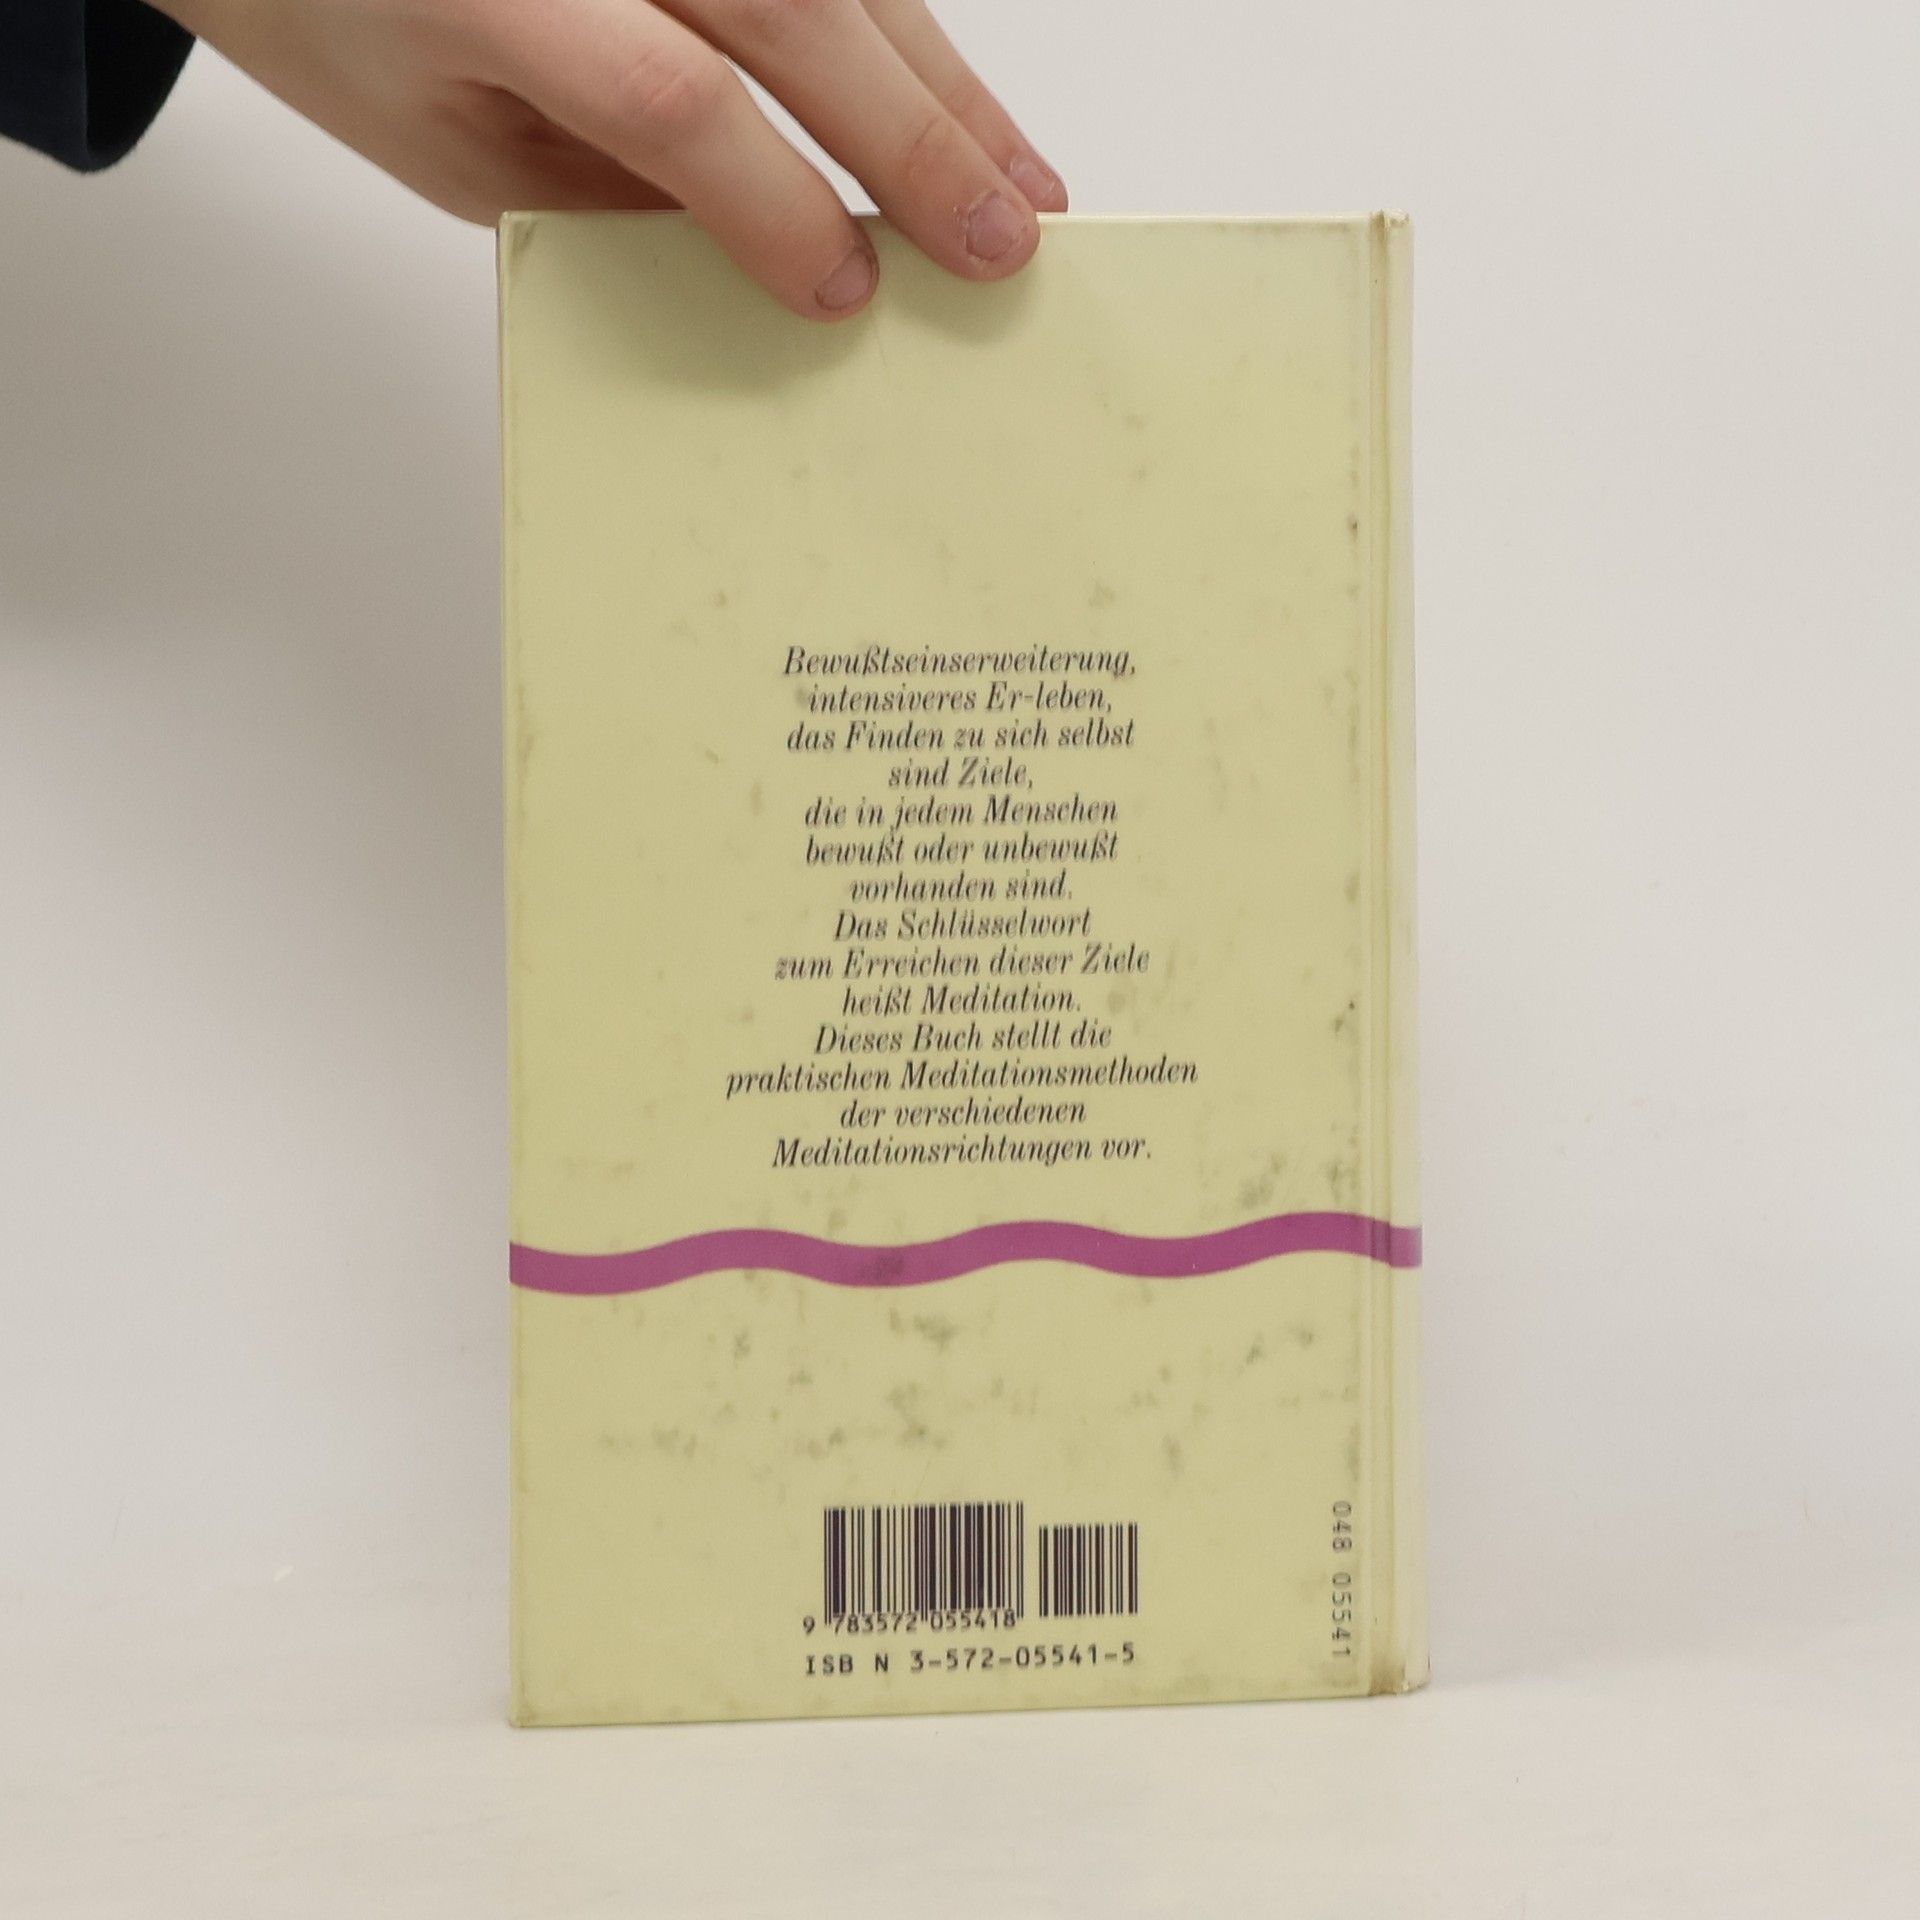 Bewußtseinserweiterung,
intensiveres Er-leben,
das Finden zu sich selbst
sind Ziele,
die in jedem Menschen
bewußt oder unbewußt
vorhanden sind.
Das Schlüsselwort
zum Erreichen dieser Ziele
heißt Meditation.
Dieses Buch stellt die
praktischen Meditationsmethoden
der verschiedenen
Meditationsrichtungen vor.
9 783572 055418
ISB N 3-572-05541-5
048 05541